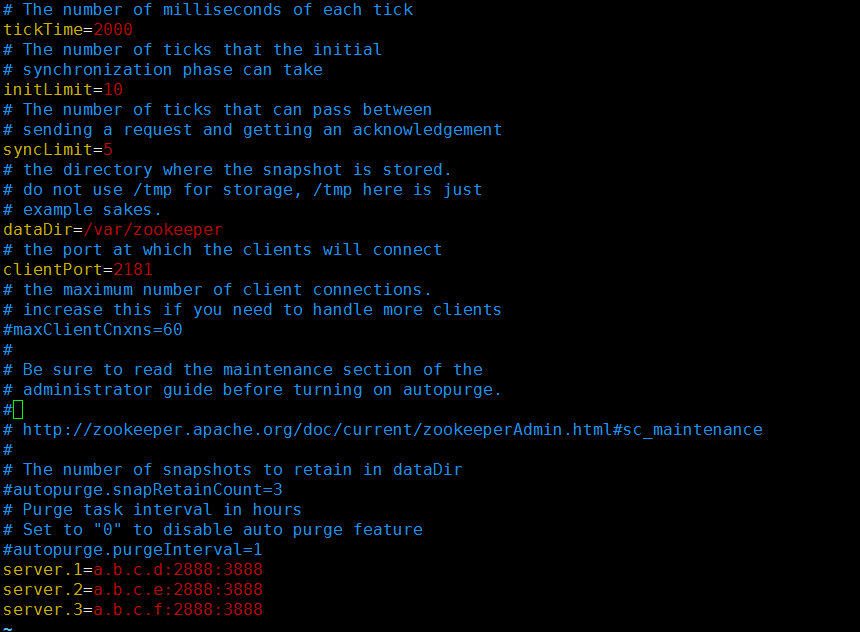 # The number of milliseconds of each tick
tickTime=2000
# The number of ticks that the initial
# synchronization phase can take
initLimit=10
# The number of ticks that can pass between
# sending a request and getting an acknowledgement
syncLimit=5
# the directory where the snapshot is stored.
# do not use /tmp for storage, /tmp here is just
# example sakes.
dataDir=/var/zookeeper
# the port at which the clients will connect
clientPort=2181
# the maximum number of client connections.
# increase this if you need to handle more clients
#maxClientCnxns=60
#
# Be sure to read the maintenance section of the
# administrator guide before turning on autopurge.
#
# http://zookeeper.apache.org/doc/current/zookeeperAdmin.html#sc_maintenance
#
# The number of snapshots to retain in dataDir
#autopurge.snapRetainCount=3
# Purge task interval in hours
# Set to "0" to disable auto purge feature
#autopurge.purgeInterval=1
server.1=a.b.c.d:2888:3888
server.2=a.b.c.e:2888:3888
server.3=a.b.c.f:2888:3888
~